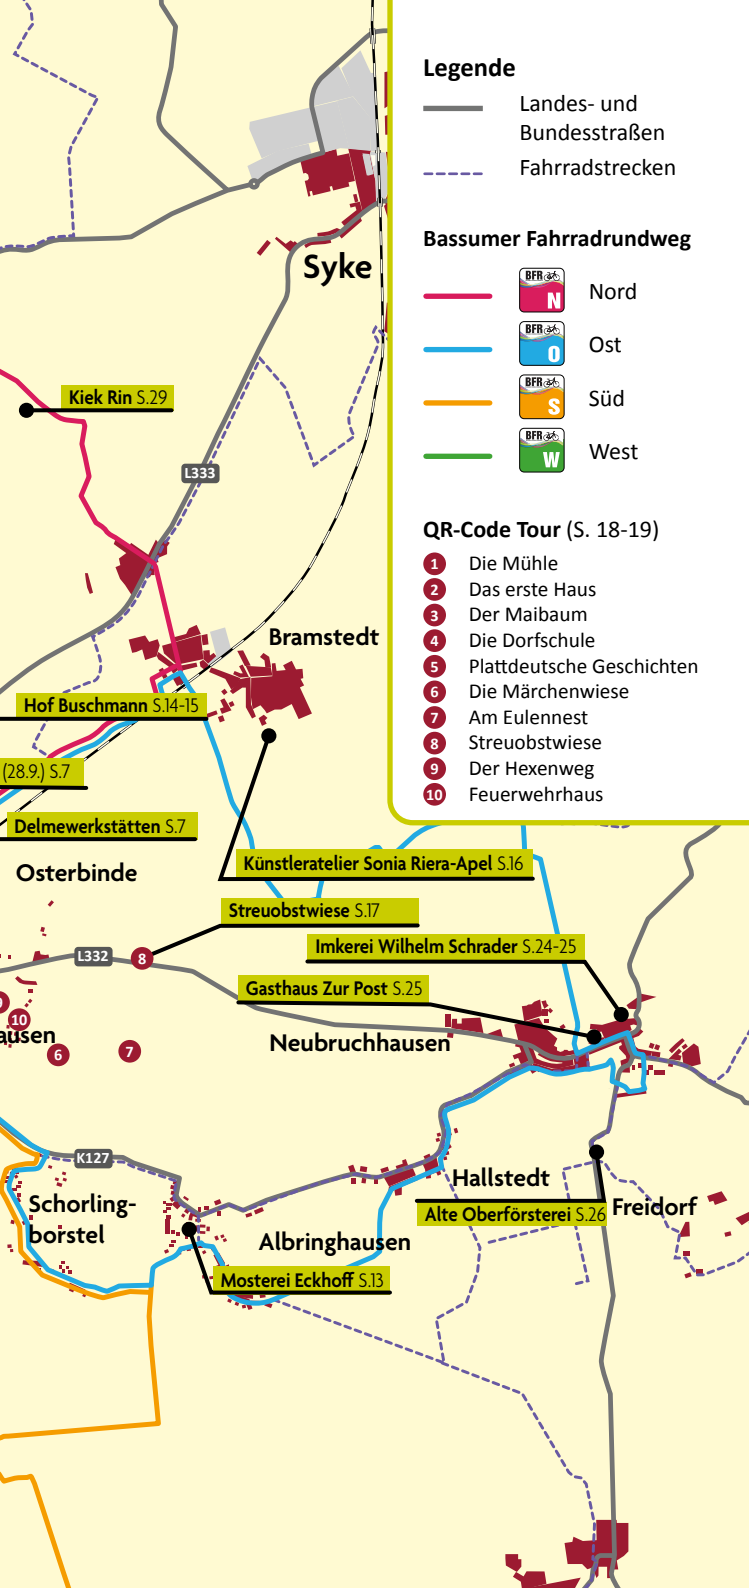 Legende
Landes- und
Bundesstraßen
Fahrradstrecken
Bassumer Fahrradrundweg
BFR
N
Nord
BFR
O
Ost
BFR
S
Süd
BFR
W
West
QR-Code Tour (S. 18-19)
1 Die Mühle
2 Das erste Haus
3 Der Maibaum
4 Die Dorfschule
5 Plattdeutsche Geschichten
6 Die Märchenwiese
7 Am Eulennest
8 Streuobstwiese
9 Der Hexenweg
10 Feuerwehrhaus
Syke
Kiek Rin S.29
L333
Bramstedt
Hof Buschmann S.14-15
(28.9.) S.7
Delmewerkstätten S.7
Künstleratelier Sonia Riera-Apel S.16
Osterbinde
Streuobstwiese S.17
Imkerei Wilhelm Schrader S.24-25
L332
8
Gasthaus Zur Post S.25
10
ausen
6
7
Neubruchhausen
K127
Hallstedt
Schorling-
borstel
Freidorf
Alte Oberförsterei S.26
Albringhausen
Mosterei Eckhoff S.13